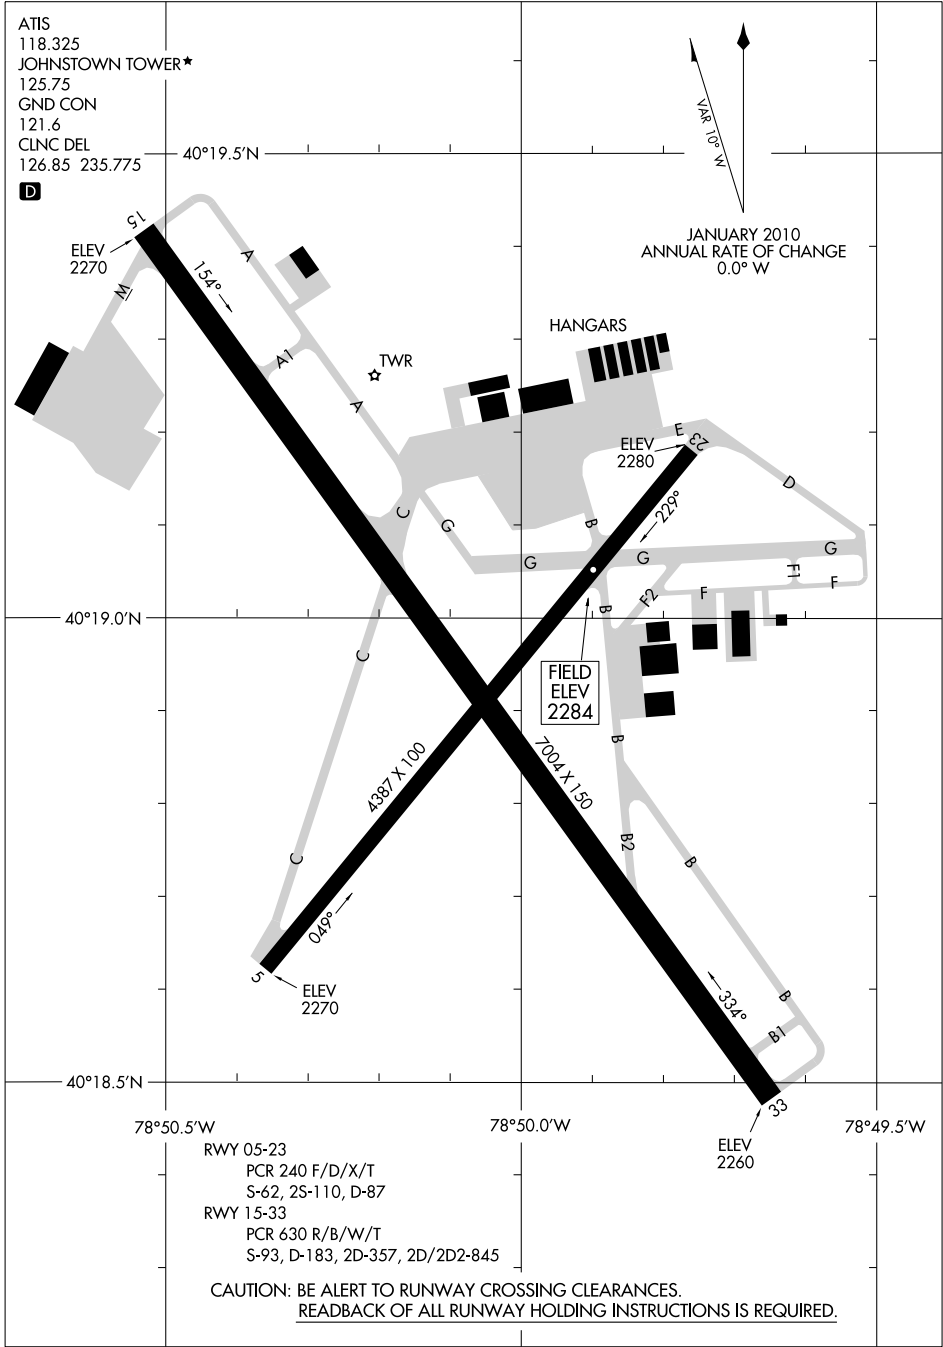 ATIS
118.325
JOHNSTOWN TOWER★
125.75
GND CON
121.6
CLNC DEL
126.85 235.775
D
40°19.5'N
VAR 10° W
JANUARY 2010
ANNUAL RATE OF CHANGE
0.0° W
15
ELEV
2270
W
154°
A
A1
TWR
A
HANGARS
ELEV
2280
E
23
D
229°
C
G
B
G
G
G
F1
F
F
F2
B
40°19.0'N
C
FIELD
ELEV
2284
B
4387 X 100
7004 X 150
B2
B
C
049°
5
ELEV
2270
334°
B
B1
33
ELEV
2260
40°18.5'N
78°50.5'W
78°50.0'W
78°49.5'W
RWY 05-23
PCR 240 F/D/X/T
S-62, 2S-110, D-87
RWY 15-33
PCR 630 R/B/W/T
S-93, D-183, 2D-357, 2D/2D2-845
CAUTION: BE ALERT TO RUNWAY CROSSING CLEARANCES.
READBACK OF ALL RUNWAY HOLDING INSTRUCTIONS IS REQUIRED.